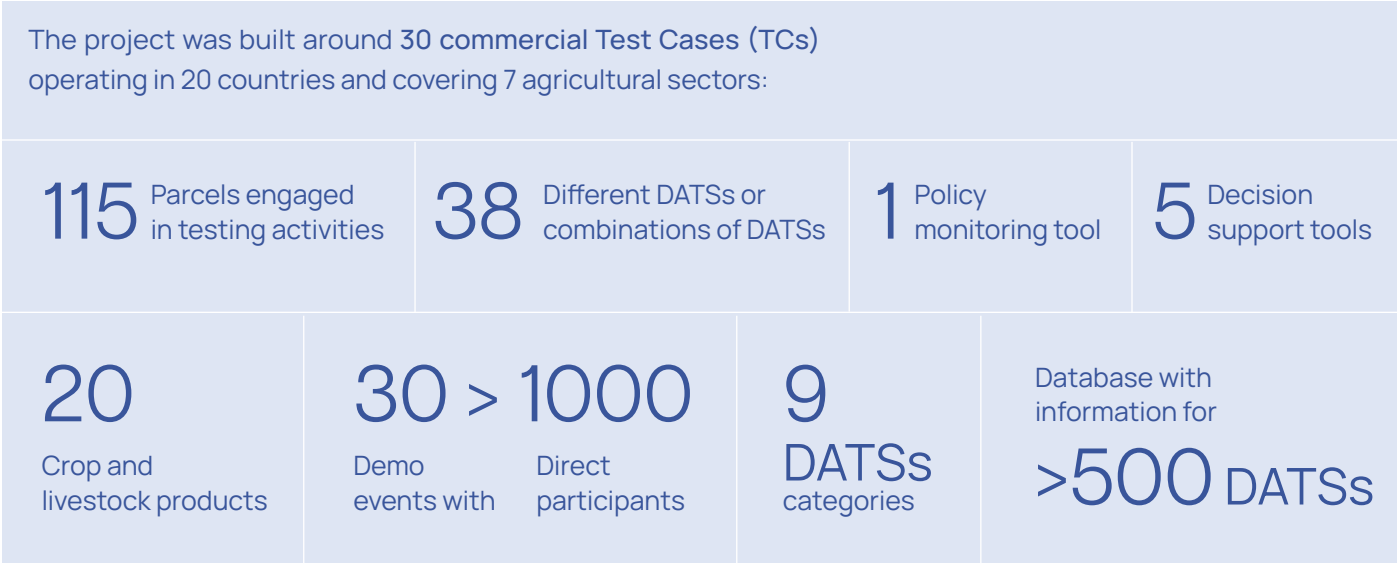 The project was built around 30 commercial Test Cases (TCs)
operating in 20 countries and covering 7 agricultural sectors:
115 Parcels engaged
in testing activities
38 Different DATSs or
combinations of DATSs
1 Policy
monitoring tool
5 Decision
support tools
20
Crop and
livestock products
30 > 1000
Demo
events with
Direct
participants
9
DATSs
categories
Database with
information for
>500 DATSs